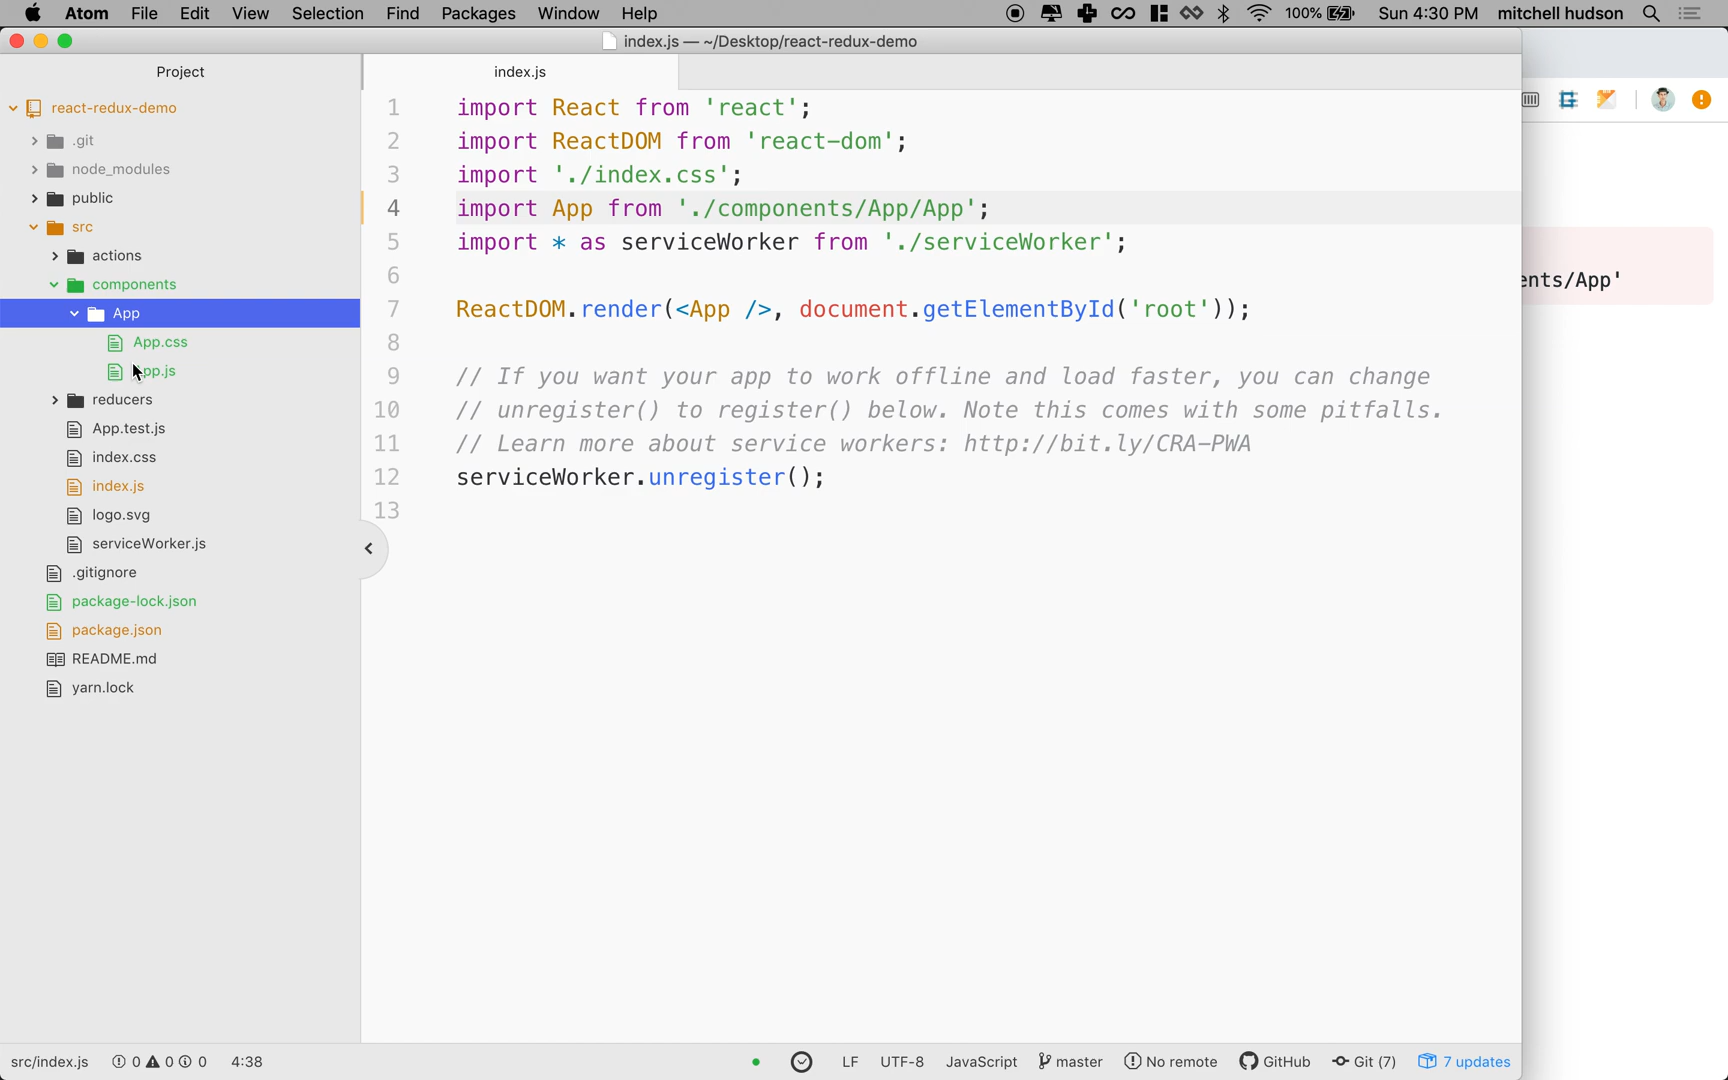 Atom File Edit View Selection Find Packages Window Help 100% Sun 4:30 PM mitchell hudson
index.js — ~/Desktop/react-redux-demo
Project
index.js
react-redux-demo
.git
node_modules
public
src
actions
components
App
App.css
pp.js
reducers
App.test.js
index.css
index.js
logo.svg
serviceWorker.js
.gitignore
package-lock.json
package.json
README.md
yarn.lock
1 import React from 'react';
2 import ReactDOM from 'react-dom';
3 import './index.css';
4 import App from './components/App/App';
5 import * as serviceWorker from './serviceWorker';
6
7 ReactDOM.render(<App />, document.getElementById('root'));
8
9 // If you want your app to work offline and load faster, you can change
10 // unregister() to register() below. Note this comes with some pitfalls.
11 // Learn more about service workers: http://bit.ly/CRA-PWA
12 serviceWorker.unregister();
13
ents/App'
src/index.js 0 0 0 4:38 LF UTF-8 JavaScript master No remote GitHub Git (7) 7 updates